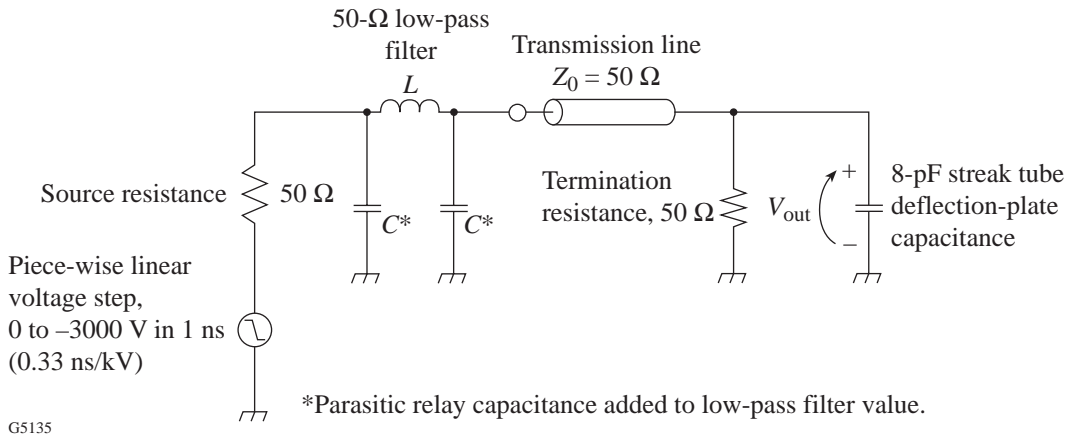 50-Ω low-pass
filter
L
Transmission line
Z0 = 50 Ω
Source resistance
50 Ω
C*
C*
Termination
resistance, 50 Ω
Vout
+
–
8-pF streak tube
deflection-plate
capacitance
Piece-wise linear
voltage step,
0 to –3000 V in 1 ns
(0.33 ns/kV)
*Parasitic relay capacitance added to low-pass filter value.
G5135